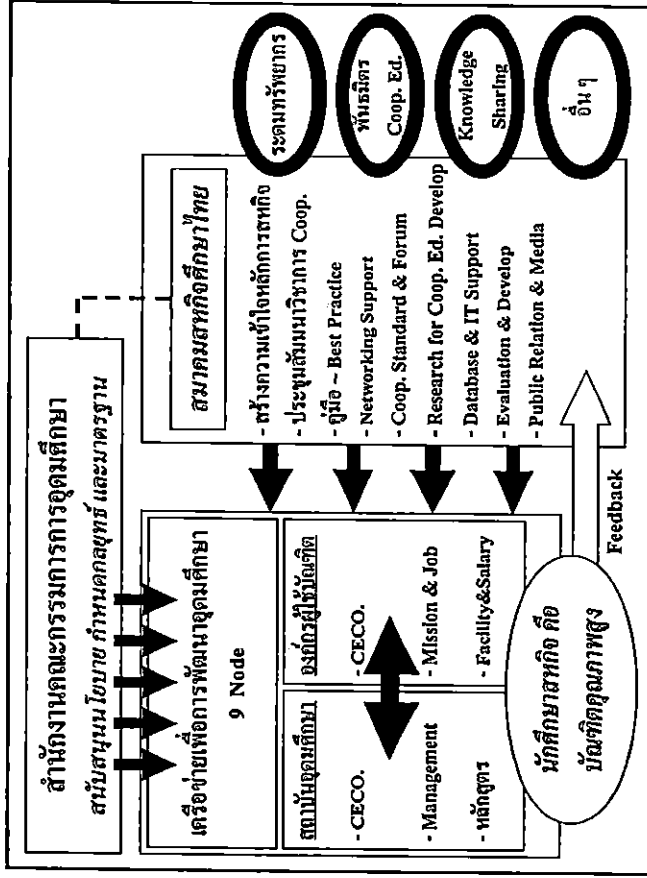 สำนักงานคณะกรรมการการอุดมศึกษา
สนับสนุนนโยบาย กำหนดกลยุทธ์ และมาตรฐาน
เครือข่ายเพื่อการพัฒนาอุดมศึกษา
9 Node
สถาบันอุดมศึกษา
- CECO.
- Management
- หลักสูตร
องค์กรผู้ใช้บัณฑิต
- CECO.
- Mission & Job
- Facility&Salary
นักศึกษาสหกิจ คือ
บัณฑิตคุณภาพสูง
Feedback
สมาคมสหกิจศึกษาไทย
- สร้างความเข้าใจหลักการสหกิจ
- ประชุมสัมมนาวิชาการ Coop.
- คู่มือ ~ Best Practice
- Networking Support
- Coop. Standard & Forum
- Research for Coop. Ed. Develop
- Database & IT Support
- Evaluation & Develop
- Public Relation & Media
ระดมทรัพยากร
พันธมิตร
Coop. Ed.
Knowledge
Sharing
อื่น ๆ